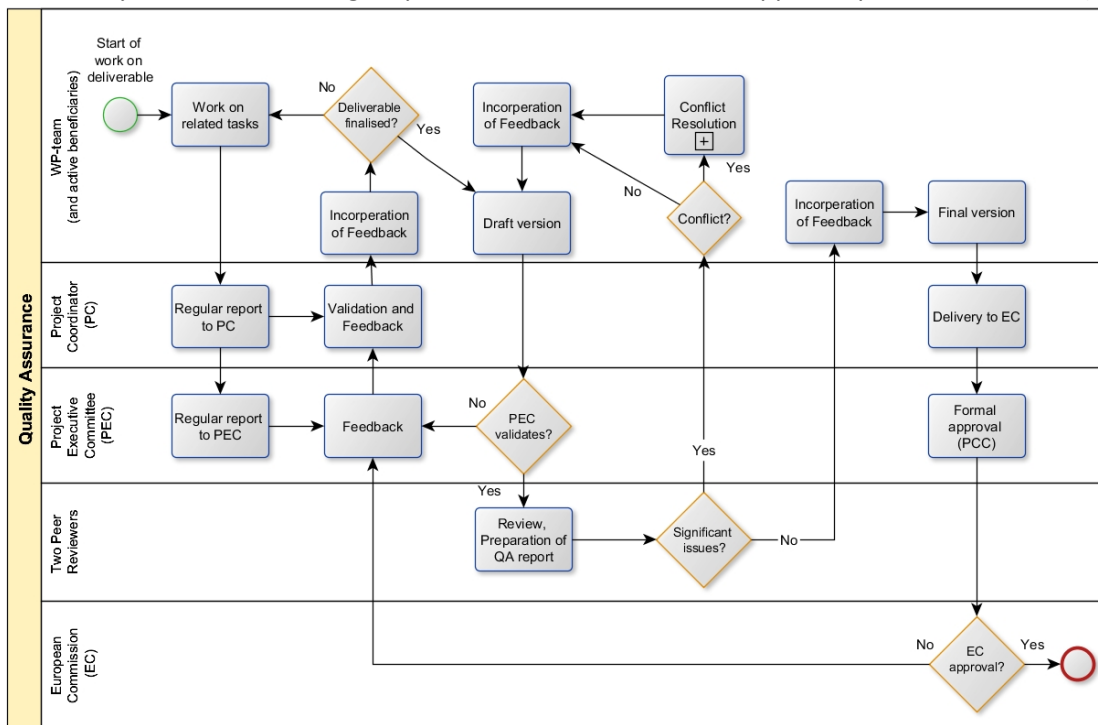 Quality Assurance
WP-team
(and active beneficiaries)
Start of
work on
deliverable
Work on
related tasks
No
Deliverable
finalised?
Yes
Incorperation
of Feedback
Incorperation
of Feedback
Draft version
Conflict
Resolution
+
No
Yes
Conflict?
Incorperation
of Feedback
Final version
Project
Coordinator
(PC)
Regular report
to PC
Validation and
Feedback
Delivery to EC
Project
Executive
Committee
(PEC)
Regular report
to PEC
Feedback
No
PEC
validates?
Yes
Yes
Formal
approval
(PCC)
Two Peer
Reviewers
Review,
Preparation of
QA report
Significant
issues?
No
European
Commission
(EC)
No
EC
approval?
Yes